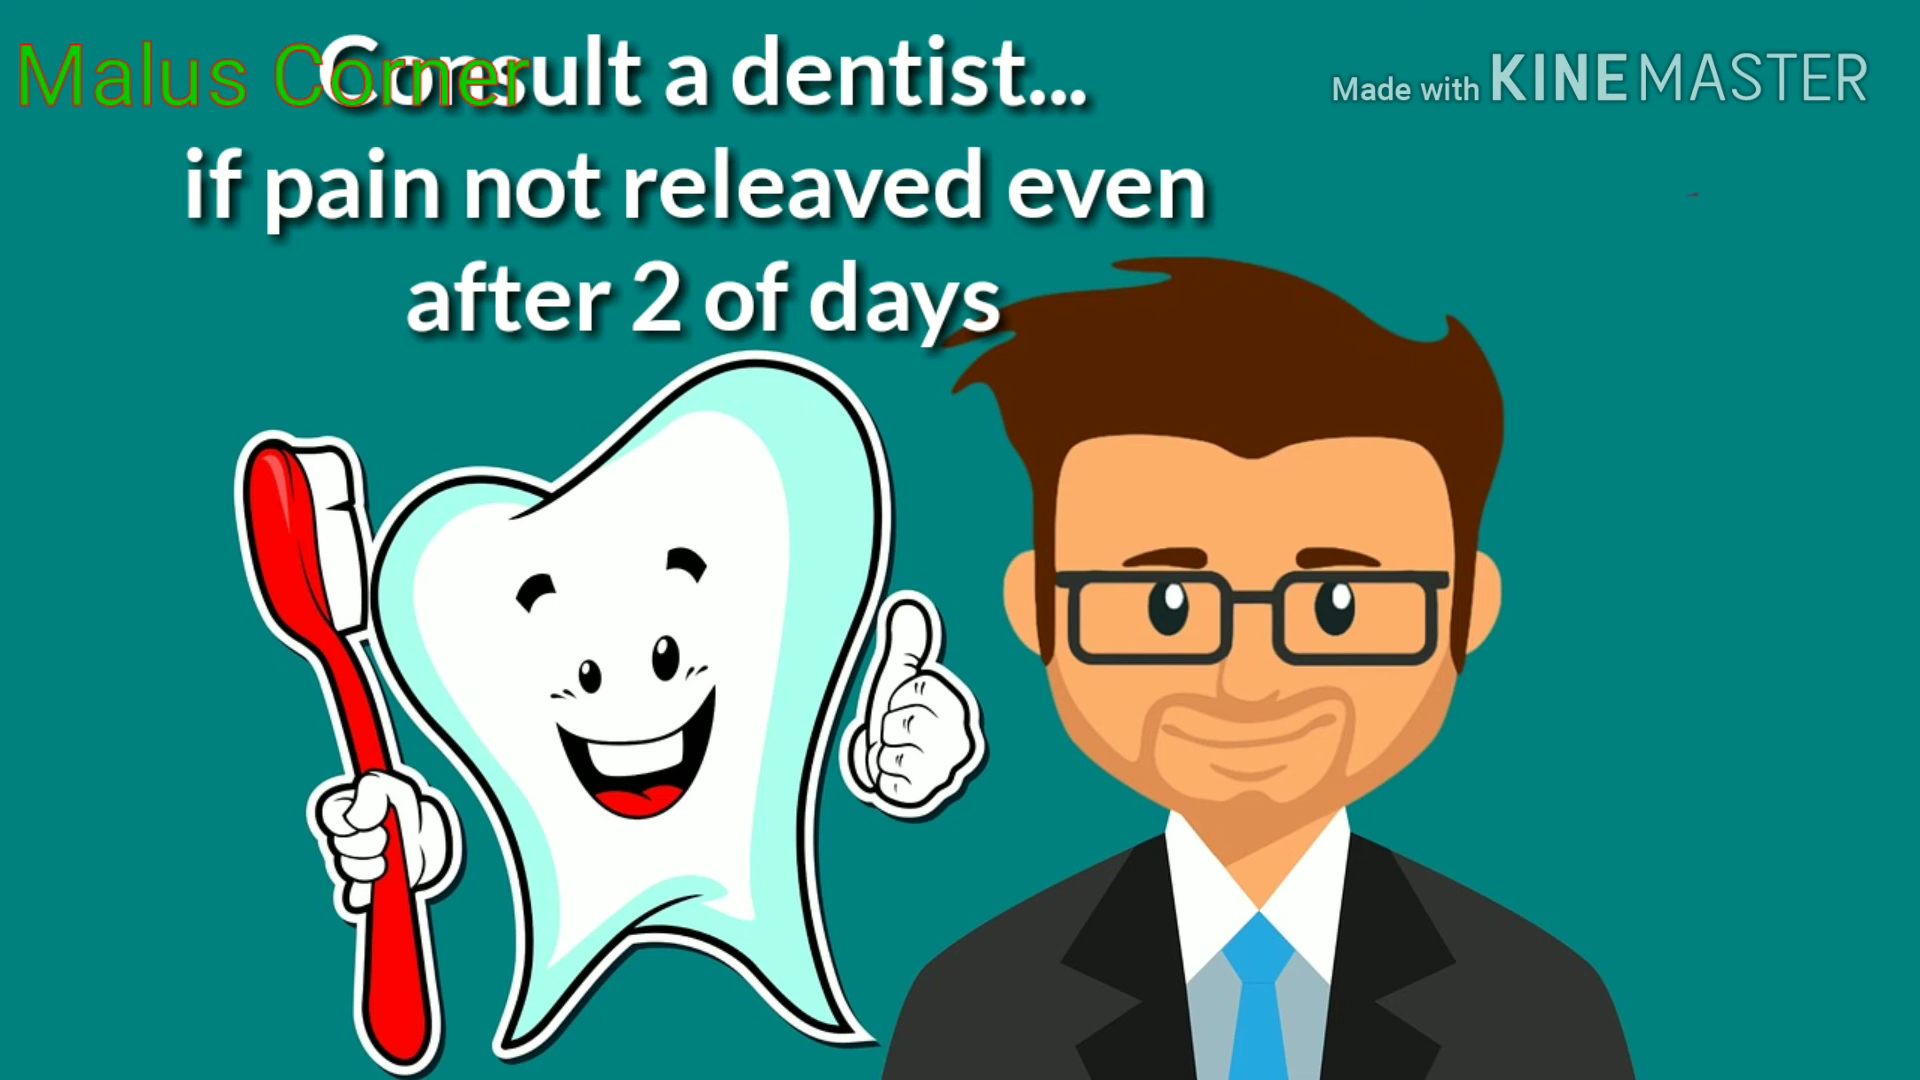 Malus Corner
Consult a dentist...
if pain not releaved even
after 2 of days
Made with KINEMASTER